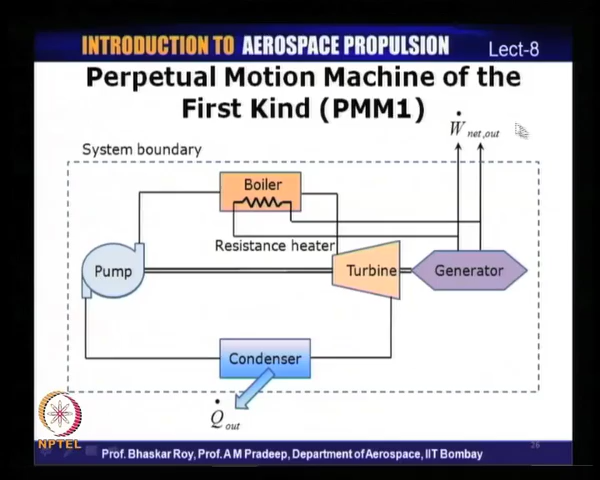 INTRODUCTION TO AEROSPACE PROPULSION
Lect-8
Perpetual Motion Machine of the
First Kind (PMM1)
Ẇ net,out
System boundary
Boiler
Resistance heater
Pump
Turbine
Generator
Condenser
Q̇ out
NPTEL
26
Prof. Bhaskar Roy, Prof. A M Pradeep, Department of Aerospace, IIT Bombay